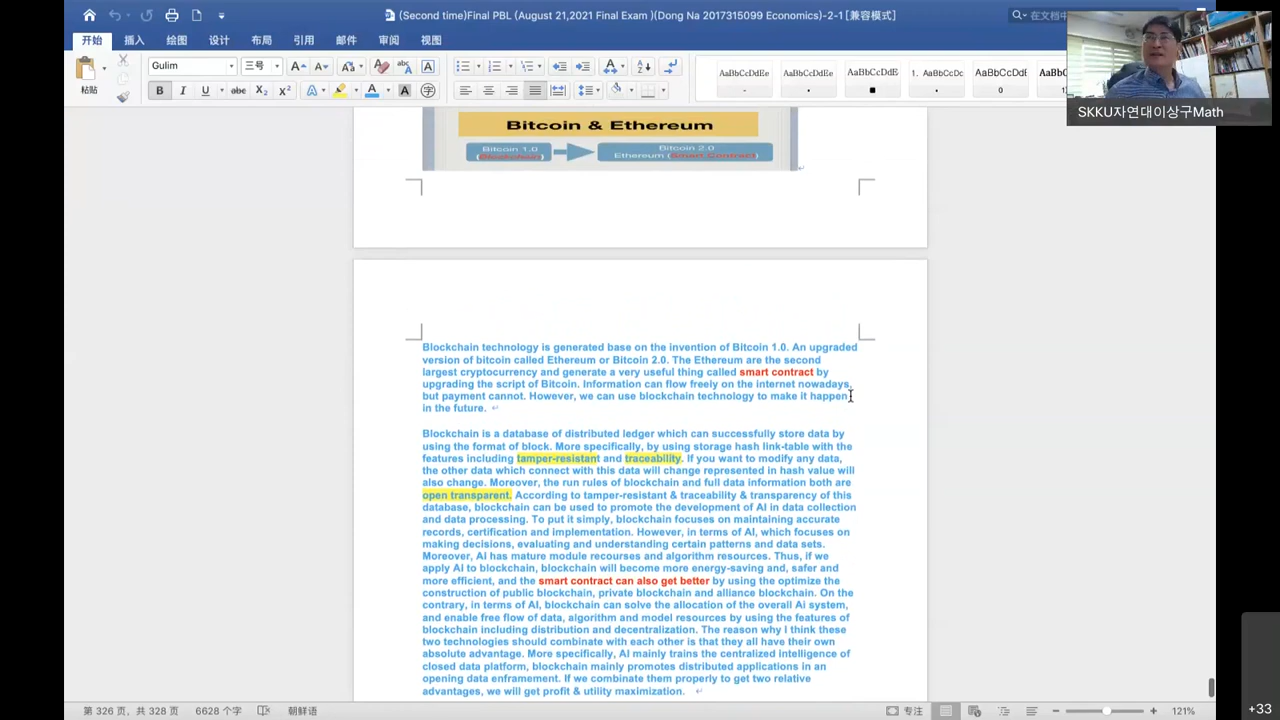 (Second time)Final PBL (August 21,2021 Final Exam )(Dong Na 2017315099 Economics)-2-1 [兼容模式]
在文档中
开始 插入 绘图 设计 布局 引用 邮件 审阅 视图
粘贴
Gulim
三号
AaBbCcDdEe AaBbCcDdEe AaBbCcDdEe 1. AaBbCcDc AaBbCcDdE
SKKU자연대이상구Math
Bitcoin & Ethereum
Bitcoin 1.0
(Blockchain)
Bitcoin 2.0
Ethereum (Smart Contract)
Blockchain technology is generated base on the invention of Bitcoin 1.0. An upgraded
version of bitcoin called Ethereum or Bitcoin 2.0. The Ethereum are the second
largest cryptocurrency and generate a very useful thing called smart contract by
upgrading the script of Bitcoin. Information can flow freely on the internet nowadays,
but payment cannot. However, we can use blockchain technology to make it happen
in the future.
Blockchain is a database of distributed ledger which can successfully store data by
using the format of block. More specifically, by using storage hash link-table with the
features including tamper-resistant and traceability. If you want to modify any data,
the other data which connect with this data will change represented in hash value will
also change. Moreover, the run rules of blockchain and full data information both are
open transparent. According to tamper-resistant & traceability & transparency of this
database, blockchain can be used to promote the development of AI in data collection
and data processing. To put it simply, blockchain focuses on maintaining accurate
records, certification and implementation. However, in terms of AI, which focuses on
making decisions, evaluating and understanding certain patterns and data sets.
Moreover, AI has mature module recourses and algorithm resources. Thus, if we
apply AI to blockchain, blockchain will become more energy-saving and, safer and
more efficient, and the smart contract can also get better by using the optimize the
construction of public blockchain, private blockchain and alliance blockchain. On the
contrary, in terms of AI, blockchain can solve the allocation of the overall Ai system,
and enable free flow of data, algorithm and model resources by using the features of
blockchain including distribution and decentralization. The reason why I think these
two technologies should combinate with each other is that they all have their own
absolute advantage. More specifically, AI mainly trains the centralized intelligence of
closed data platform, blockchain mainly promotes distributed applications in an
opening data enframement. If we combinate them properly to get two relative
advantages, we will get profit & utility maximization.
第 326 页，共 328 页 6628 个字 朝鲜语 专注 121%
+33